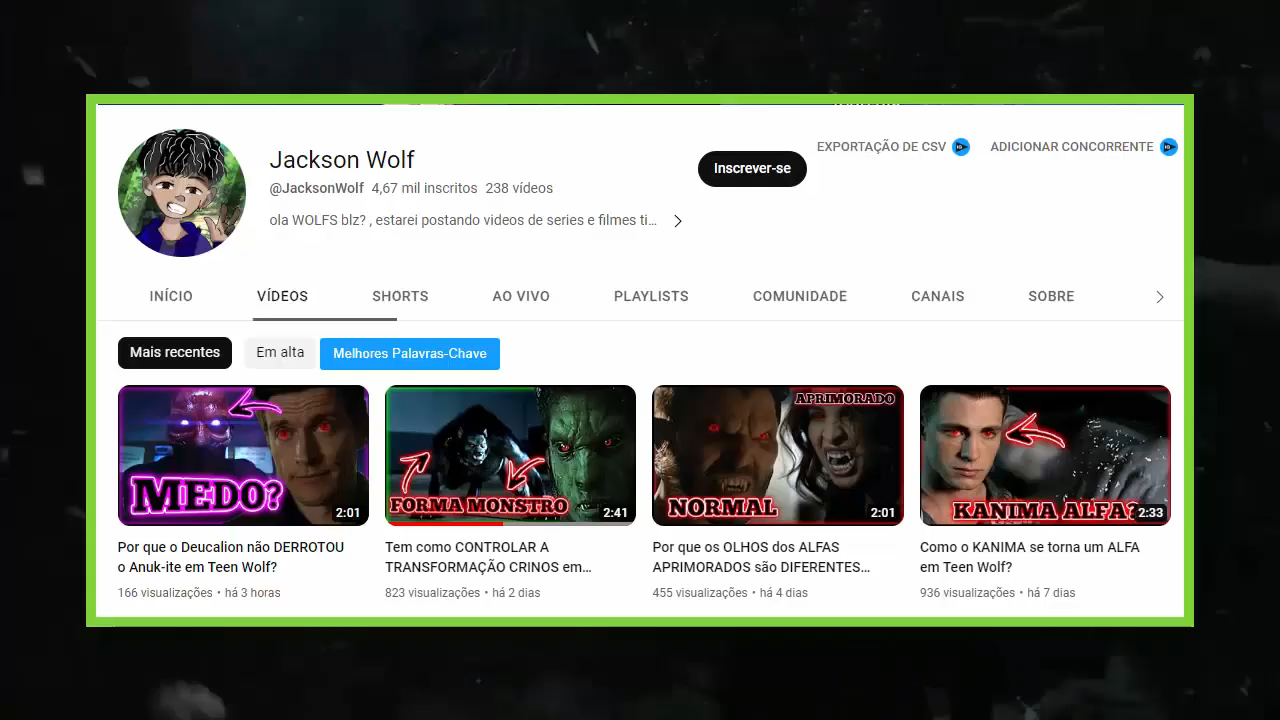 Jackson Wolf
@JacksonWolf 4,67 mil inscritos 238 vídeos
ola WOLFS blz? , estarei postando videos de series e filmes ti...
Inscrever-se
EXPORTAÇÃO DE CSV
ADICIONAR CONCORRENTE
INÍCIO VÍDEOS SHORTS AO VIVO PLAYLISTS COMUNIDADE CANAIS SOBRE
Mais recentes Em alta Melhores Palavras-Chave
MEDO?
2:01
FORMA MONSTRO
2:41
APRIMORADO
NORMAL
2:01
KANIMA ALFA?
2:33
Por que o Deucalion não DERROTOU
o Anuk-ite em Teen Wolf?
166 visualizações • há 3 horas
Tem como CONTROLAR A
TRANSFORMAÇÃO CRINOS em...
823 visualizações • há 2 dias
Por que os OLHOS dos ALFAS
APRIMORADOS são DIFERENTES...
455 visualizações • há 4 dias
Como o KANIMA se torna um ALFA
em Teen Wolf?
936 visualizações • há 7 dias